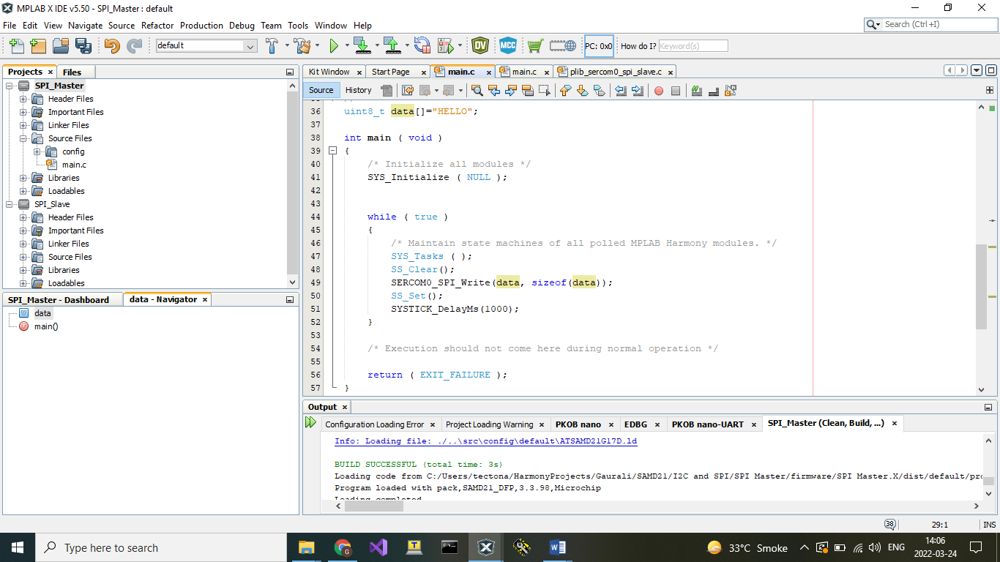 MPLAB X IDE v5.50 - SPI_Master : default
File Edit View Navigate Source Refactor Production Debug Team Tools Window Help
Search (Ctrl+I)
default
DV
MCC
PC: 0x0
How do I?
Keyword(s)
Projects
Files
SPI_Master
Header Files
Important Files
Linker Files
Source Files
config
main.c
Libraries
Loadables
SPI_Slave
Header Files
Important Files
Linker Files
Source Files
Libraries
Loadables
SPI_Master - Dashboard
data - Navigator
data
main()
Kit Window
Start Page
main.c
main.c
plib_sercom0_spi_slave.c
Source
History
36 uint8_t data[]="HELLO";
37
38 int main ( void )
39 {
40 /* Initialize all modules */
41 SYS_Initialize ( NULL );
42
43
44 while ( true )
45 {
46 /* Maintain state machines of all polled MPLAB Harmony modules. */
47 SYS_Tasks ( );
48 SS_Clear();
49 SERCOM0_SPI_Write(data, sizeof(data));
50 SS_Set();
51 SYSTICK_DelayMs(1000);
52 }
53
54 /* Execution should not come here during normal operation */
55
56 return ( EXIT_FAILURE );
57 }
Output
Configuration Loading Error
Project Loading Warning
PKOB nano
EDBG
PKOB nano-UART
SPI_Master (Clean, Build, ...)
Info: Loading file: ./..\src\config\default\ATSAMD21G17D.ld
BUILD SUCCESSFUL (total time: 3s)
Loading code from C:/Users/tectona/HarmonyProjects/Gaurali/SAMD21/I2C and SPI/SPI Master/firmware/SPI Master.X/dist/default/pro
Program loaded with pack,SAMD21_DFP,3.3.98,Microchip
Loading completed
38
29:1
INS
Type here to search
33°C Smoke
ENG
14:06
2022-03-24